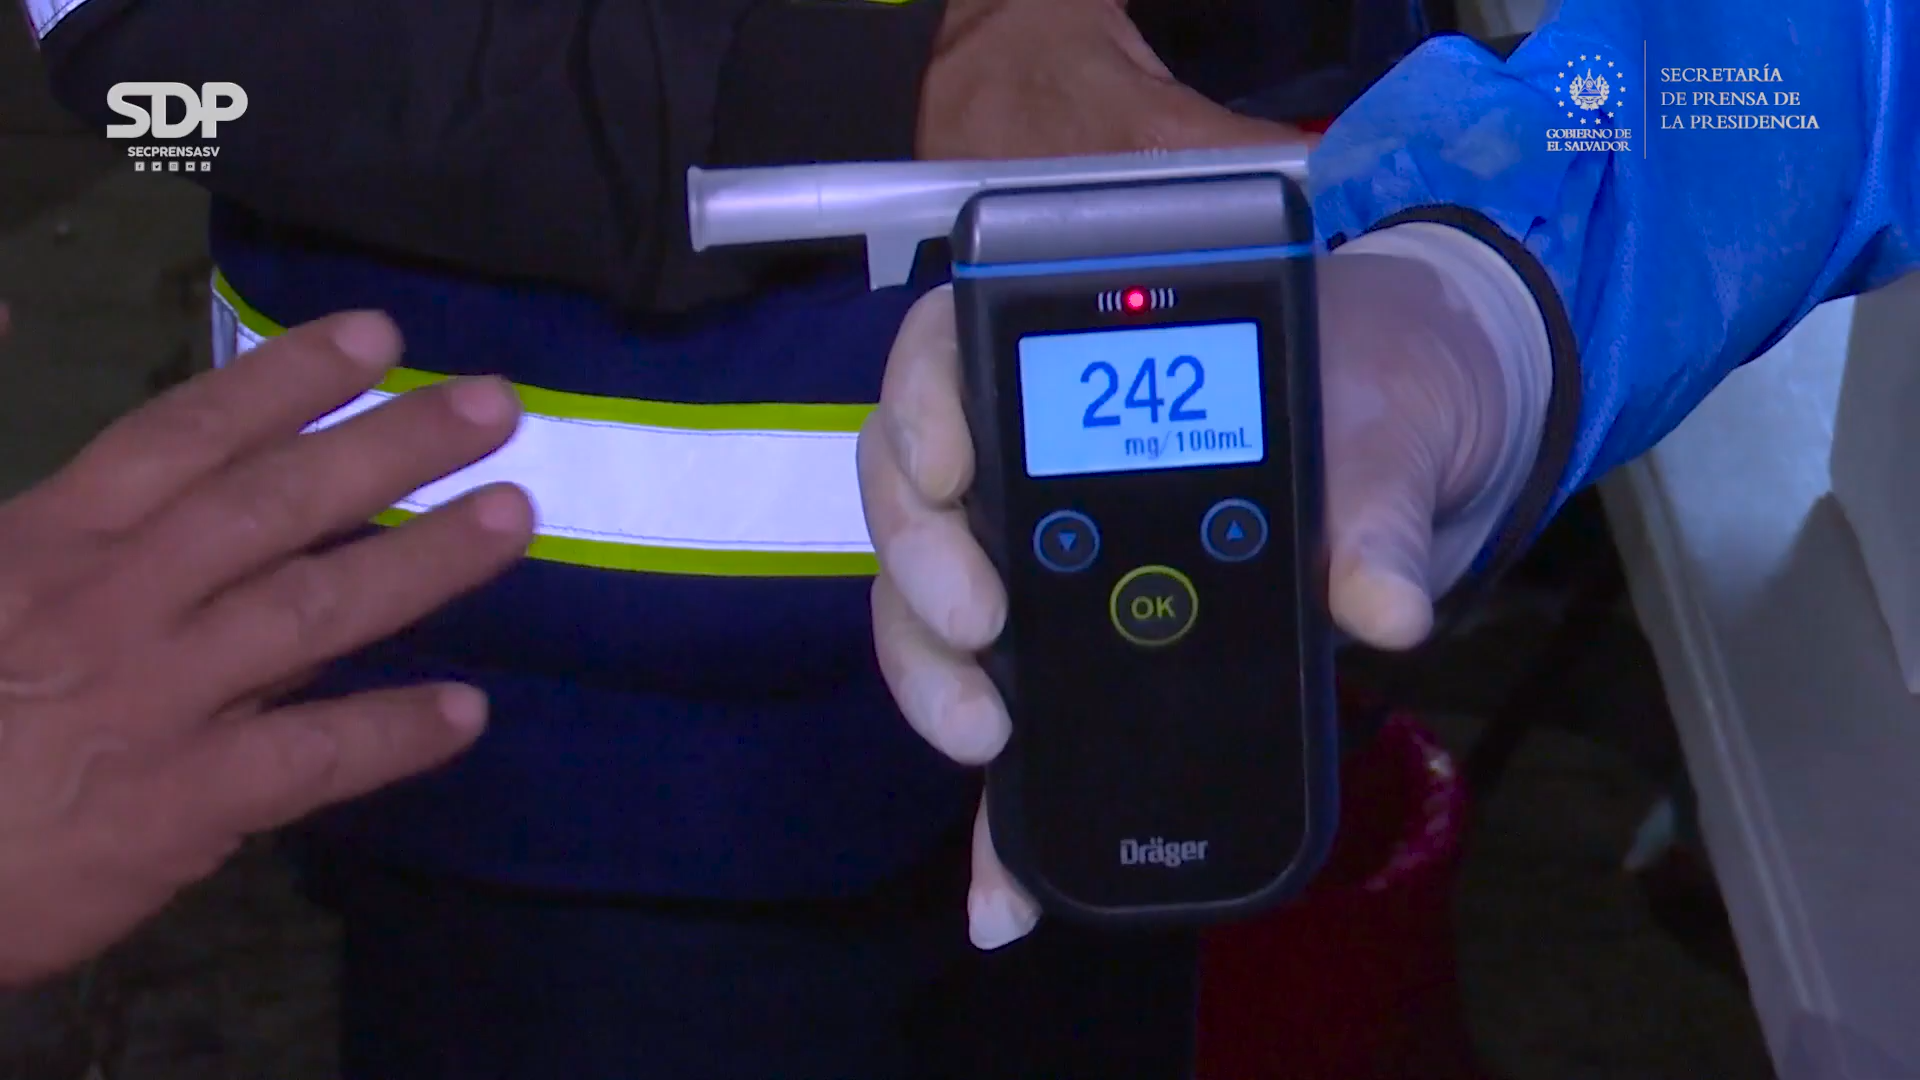 SDP
SECPRENSASV
GOBIERNO DE
EL SALVADOR
SECRETARÍA
DE PRENSA DE
LA PRESIDENCIA
242
mg/100mL
OK
Dräger